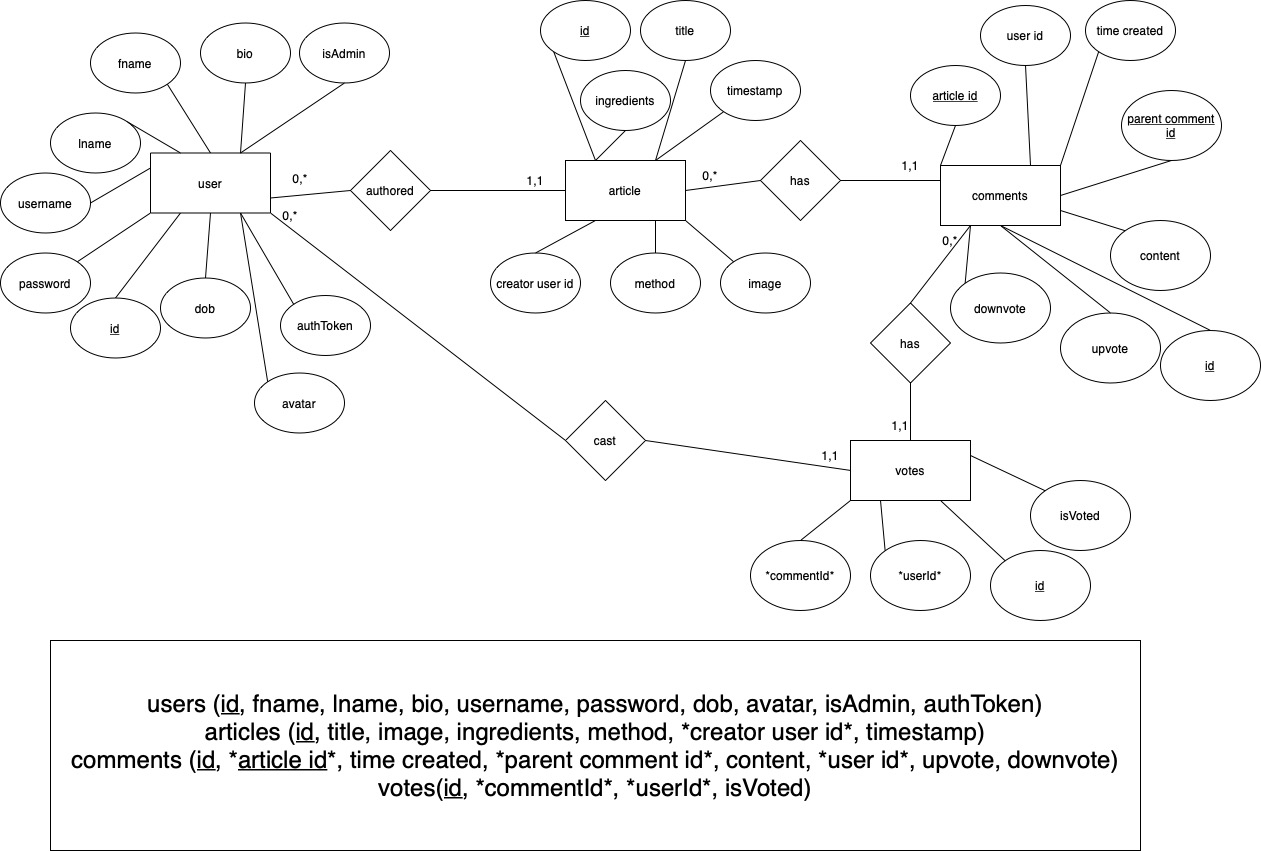 id
title
user id
time created
fname
bio
isAdmin
ingredients
timestamp
article id
parent comment
id
lname
username
user
0,*
authored
1,1
article
0,*
has
1,1
comments
0,*
password
id
dob
authToken
avatar
creator user id
method
image
0,*
content
downvote
upvote
id
has
1,1
cast
1,1
votes
isVoted
*commentId*
*userId*
id
users (id, fname, lname, bio, username, password, dob, avatar, isAdmin, authToken)
articles (id, title, image, ingredients, method, *creator user id*, timestamp)
comments (id, *article id*, time created, *parent comment id*, content, *user id*, upvote, downvote)
votes(id, *commentId*, *userId*, isVoted)